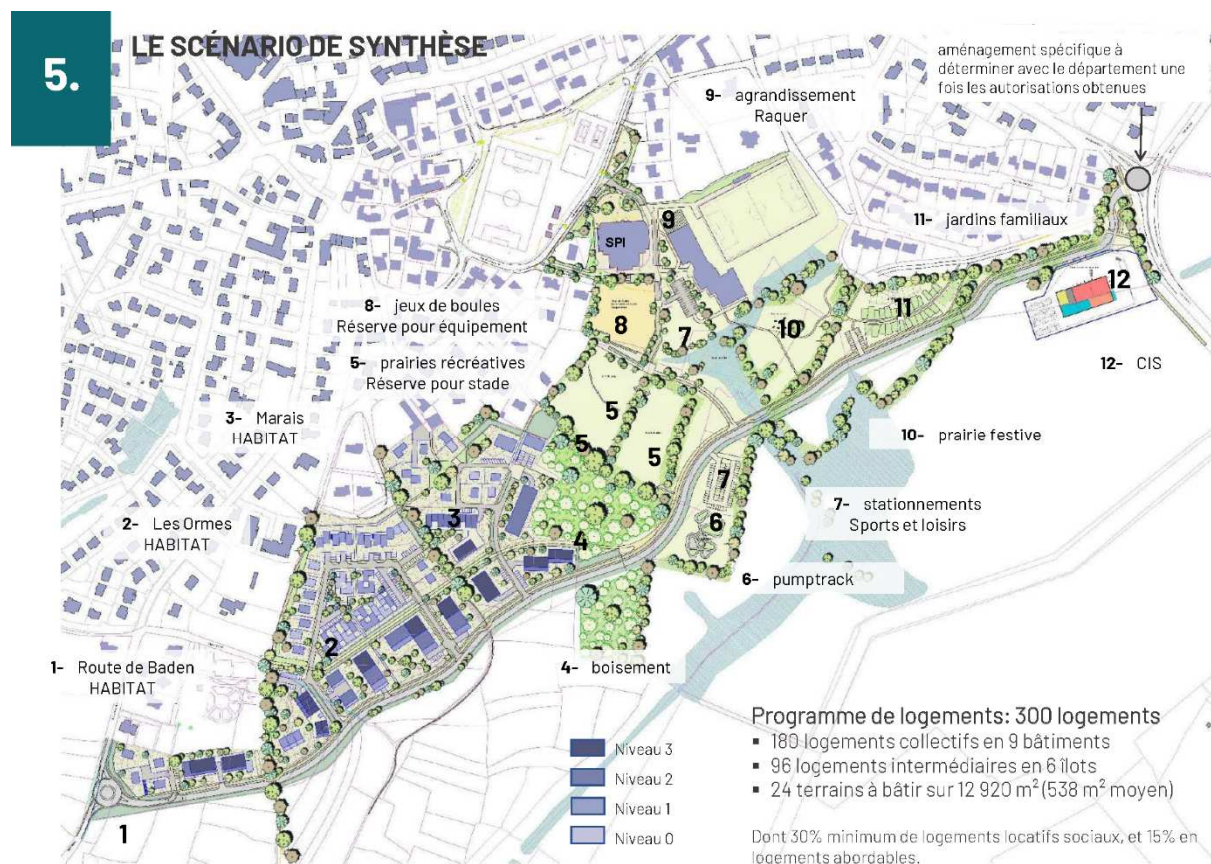 5.
LE SCÉNARIO DE SYNTHÈSE
aménagement spécifique à
déterminer avec le département une
fois les autorisations obtenues
9- agrandissement
Raquer
11- jardins familiaux
9
SPI
12
11
8- jeux de boules
Réserve pour équipement
8
7
10
5- prairies récréatives
Réserve pour stade
12- CIS
5
3- Marais
HABITAT
10- prairie festive
5
5
7
7- stationnements
Sports et loisirs
2- Les Ormes
HABITAT
3
6
4
6- pumptrack
2
1- Route de Baden
HABITAT
4- boisement
Programme de logements: 300 logements
▪ 180 logements collectifs en 9 bâtiments
▪ 96 logements intermédiaires en 6 îlots
▪ 24 terrains à bâtir sur 12 920 m² (538 m² moyen)
Niveau 3
Niveau 2
Niveau 1
Niveau 0
1
Dont 30% minimum de logements locatifs sociaux, et 15% en
logements abordables.